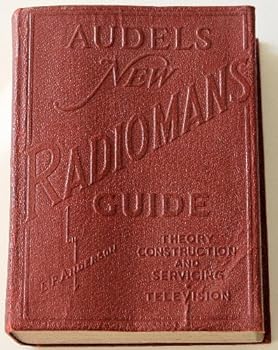 AUDELS
NEW
RADIOMANS
GUIDE
E.P. ANDERSON
THEORY
CONSTRUCTION
AND
SERVICING
TELEVISION